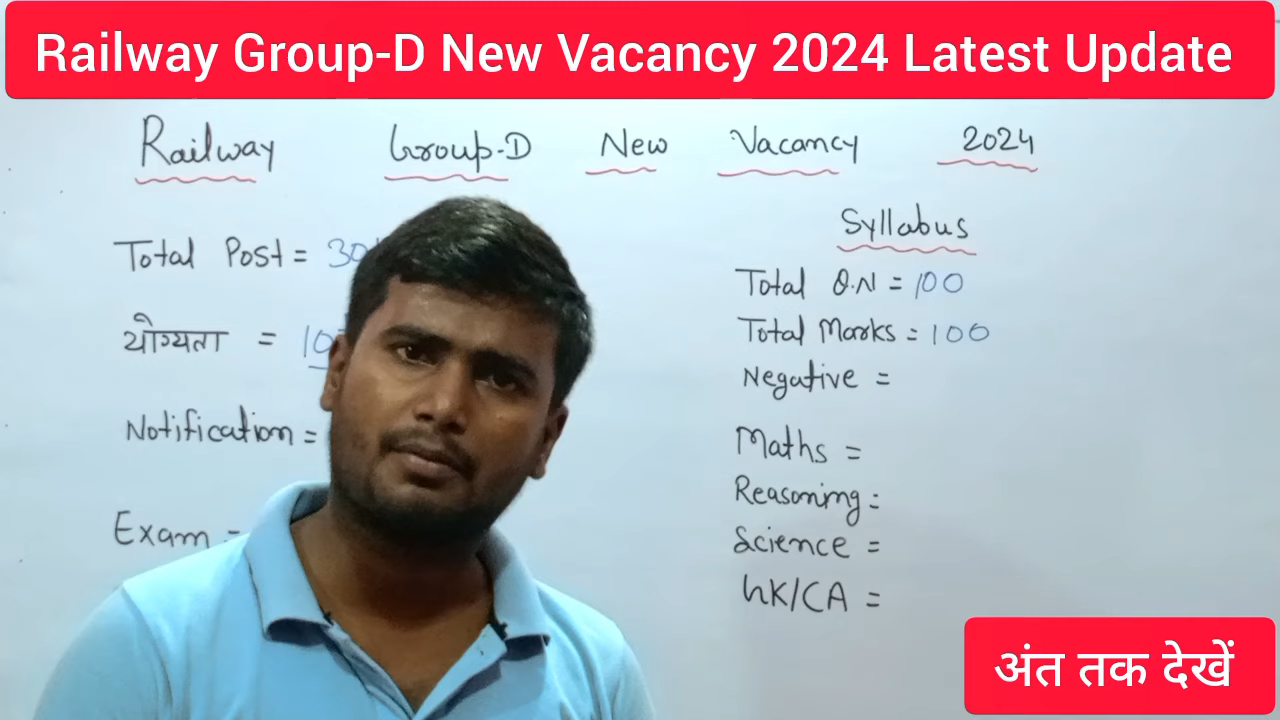 Railway Group-D New Vacancy 2024 Latest Update
Railway Group-D New Vacancy 2024
Total Post =
योग्यता =
Notification =
Exam =
Syllabus
Total Q.N = 100
Total Marks = 100
Negative =
Maths =
Reasoning =
Science =
GK/CA =
अंत तक देखें